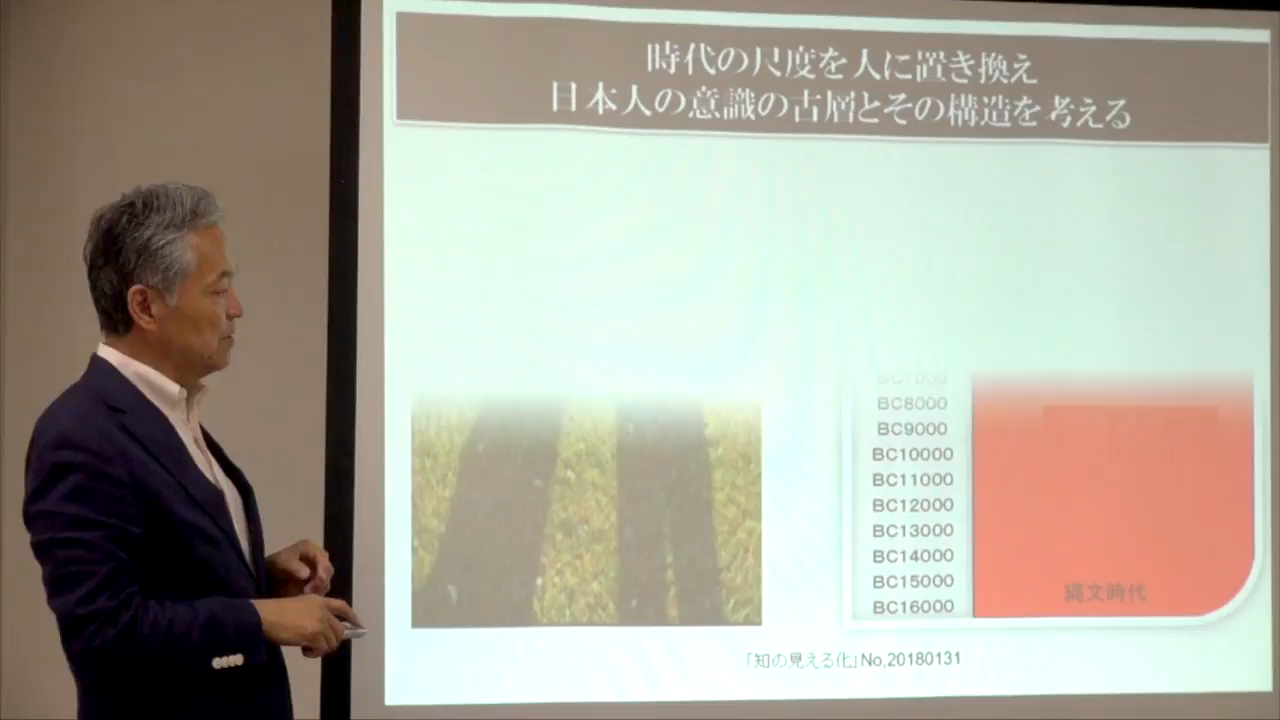 時代の尺度を人に置き換え
日本人の意識の古層とその構造を考える
BC8000
BC9000
BC10000
BC11000
BC12000
BC13000
BC14000
BC15000
BC16000
縄文時代
「知の見える化」No,20180131